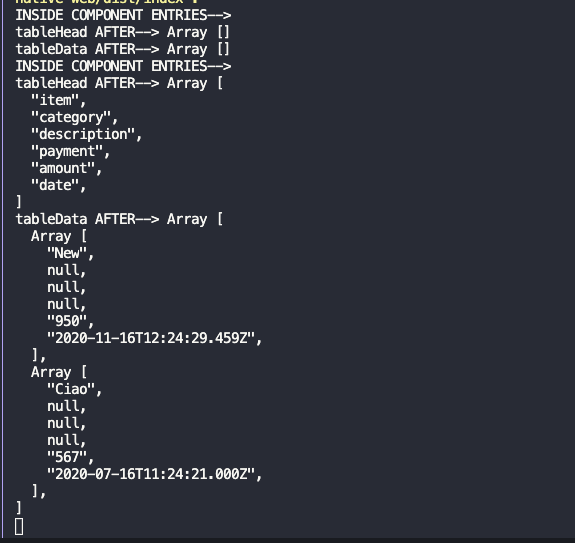 native-web/dist/index".
INSIDE COMPONENT ENTRIES-->
tableHead AFTER--> Array []
tableData AFTER--> Array []
INSIDE COMPONENT ENTRIES-->
tableHead AFTER--> Array [
  "item",
  "category",
  "description",
  "payment",
  "amount",
  "date",
]
tableData AFTER--> Array [
  Array [
    "New",
    null,
    null,
    null,
    "950",
    "2020-11-16T12:24:29.459Z",
  ],
  Array [
    "Ciao",
    null,
    null,
    null,
    "567",
    "2020-07-16T11:24:21.000Z",
  ],
]